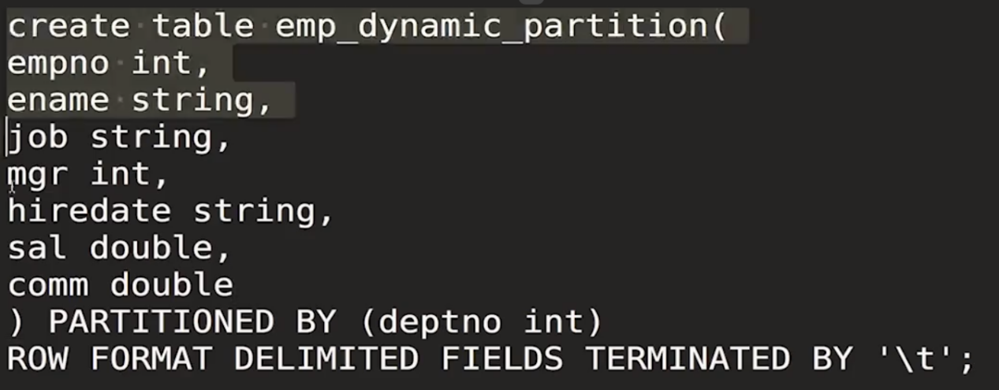 create table emp_dynamic_partition(
empno int,
ename string,
job string,
mgr int,
hiredate string,
sal double,
comm double
) PARTITIONED BY (deptno int)
ROW FORMAT DELIMITED FIELDS TERMINATED BY '\t';